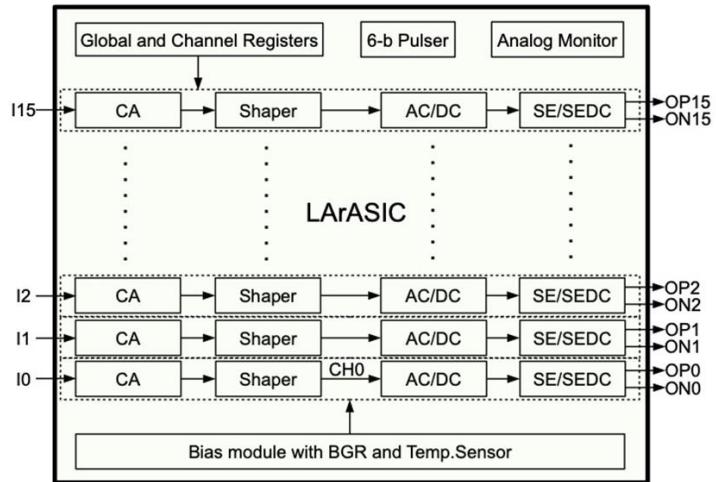 Global and Channel Registers 6-b Pulser Analog Monitor
I15 CA Shaper AC/DC SE/SEDC OP15
ON15
LArASIC
I2 CA Shaper AC/DC SE/SEDC OP2
ON2
I1 CA Shaper AC/DC SE/SEDC OP1
ON1
I0 CA Shaper CH0 AC/DC SE/SEDC OP0
ON0
Bias module with BGR and Temp.Sensor